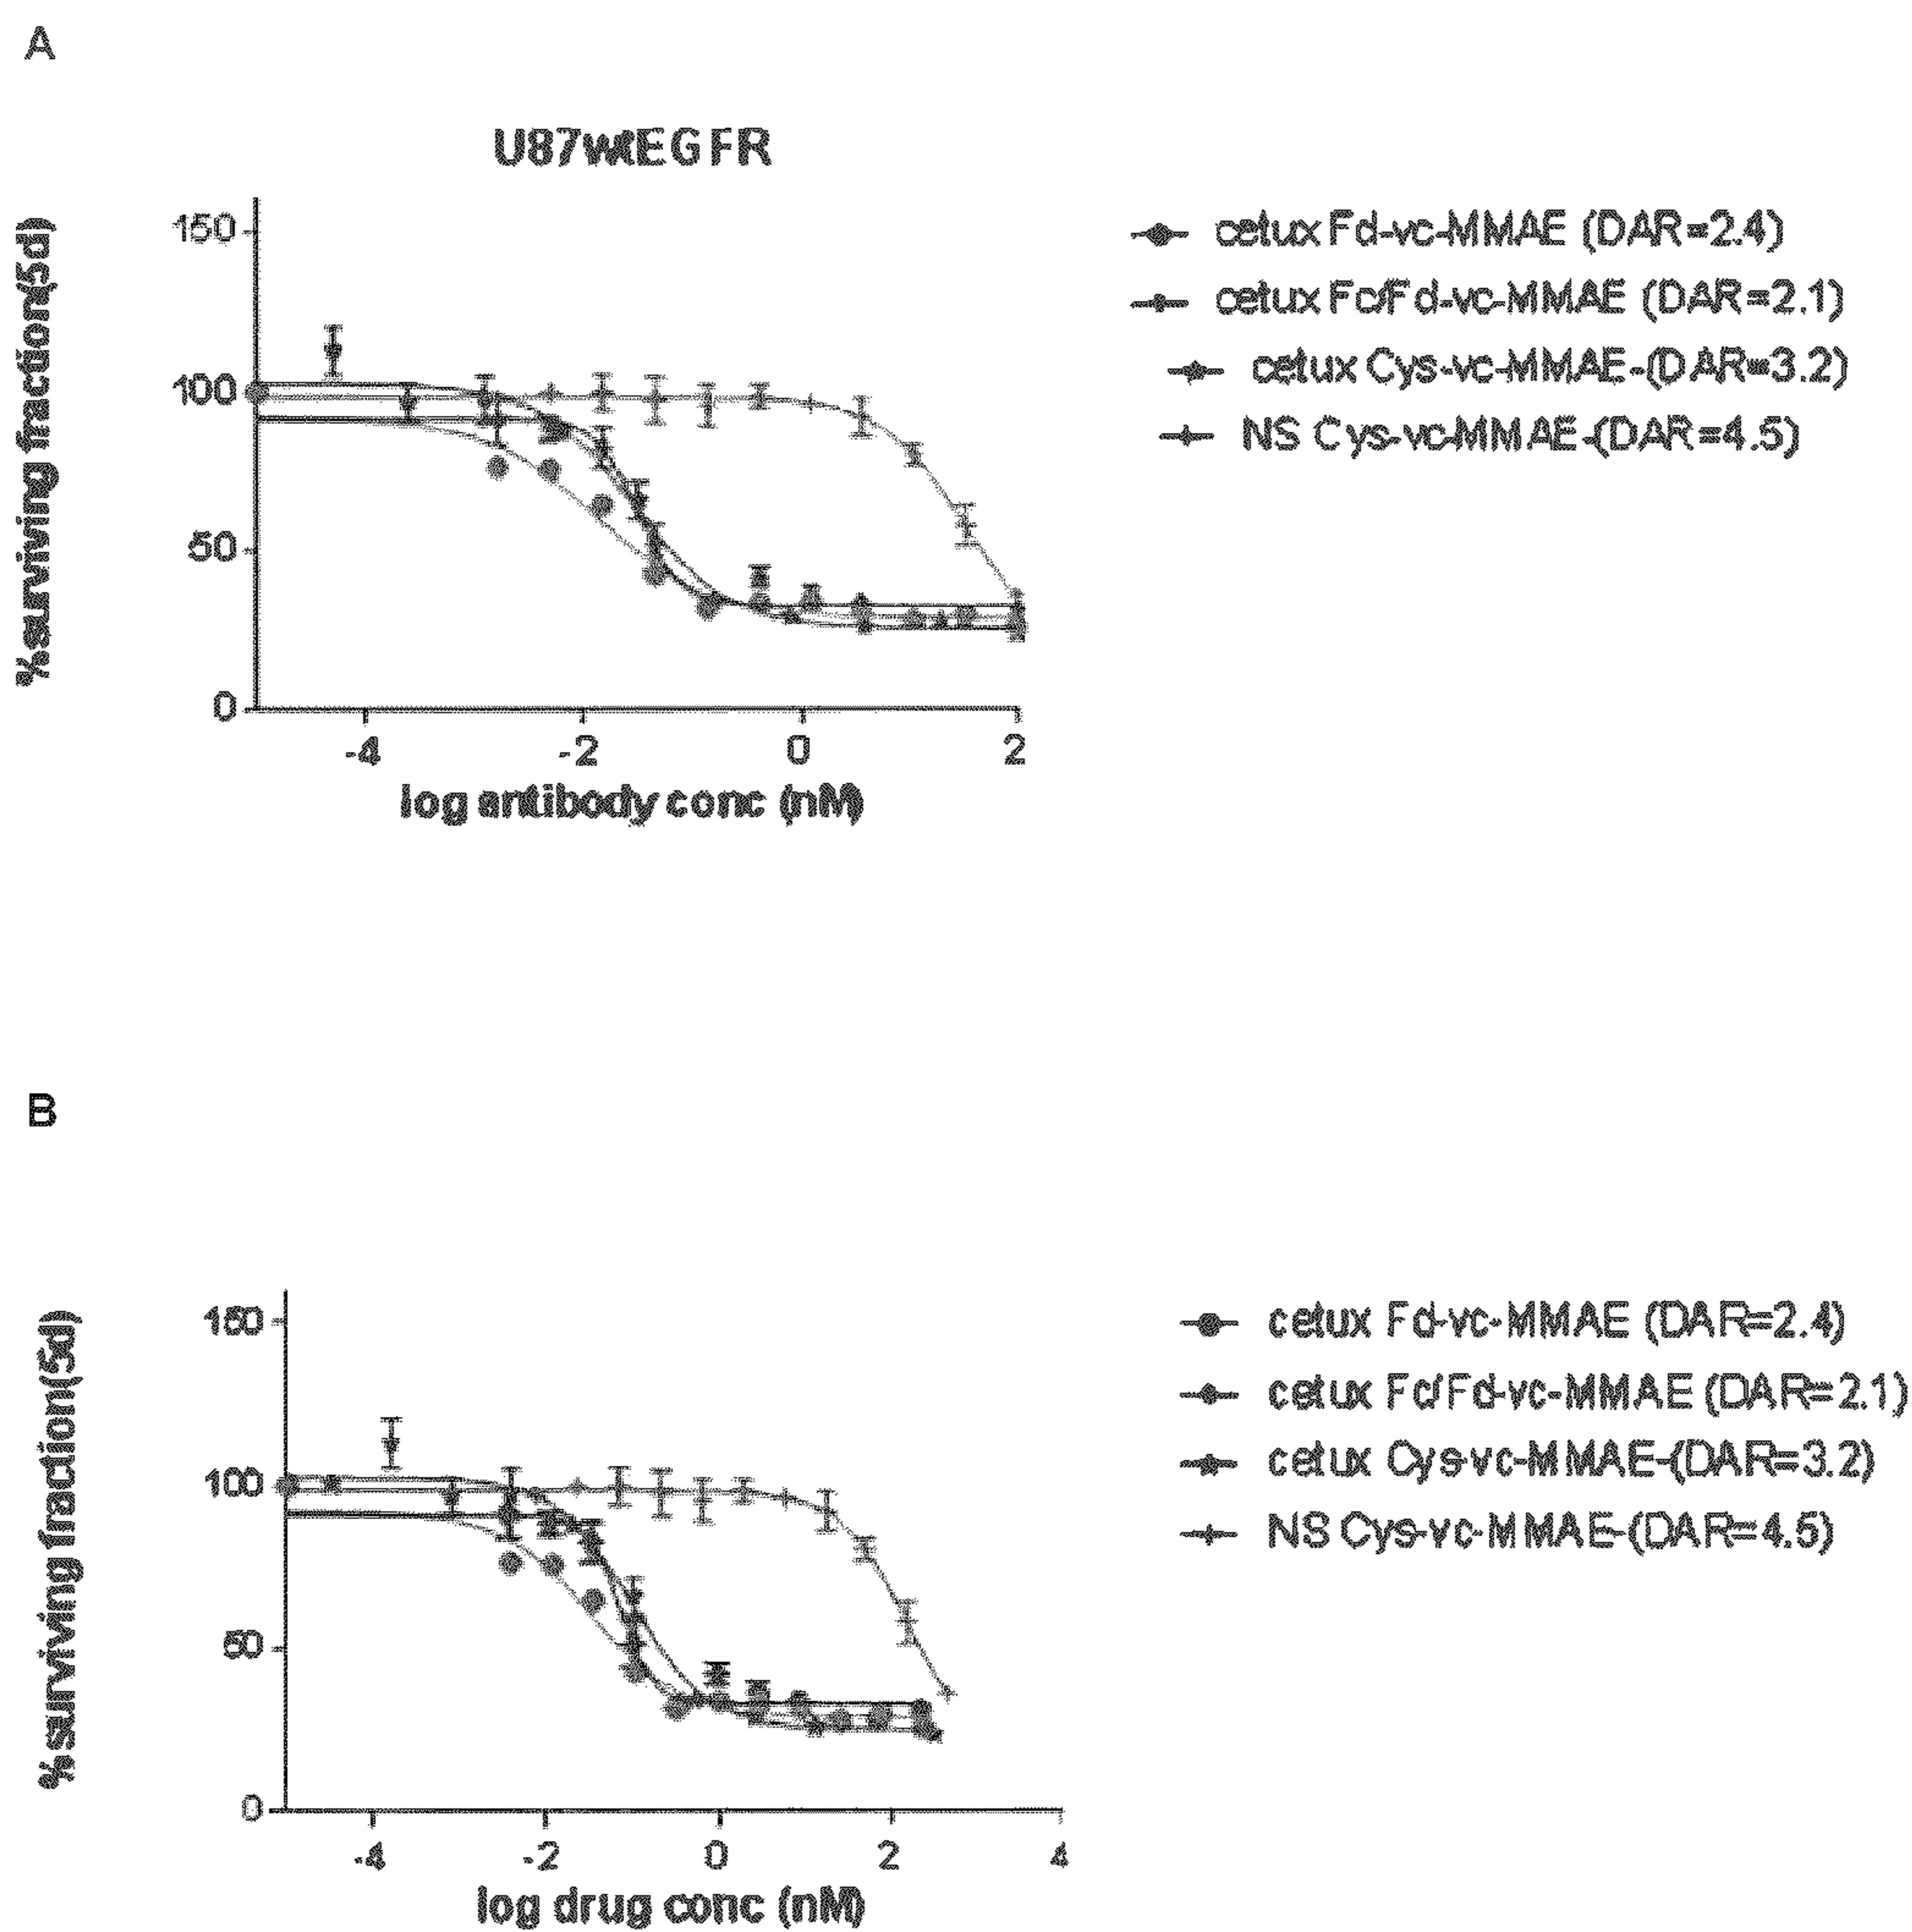 A
U87wtEGFR
%surviving fraction(5d)
150
100
50
0
-4 -2 0 2
log antibody conc (nM)
cetux Fd-vc-MMAE (DAR=2.4)
cetux Fc/Fd-vc-MMAE (DAR=2.1)
cetux Cys-vc-MMAE-(DAR=3.2)
NS Cys-vc-MMAE-(DAR=4.5)
B
%surviving fraction(5d)
150
100
50
0
-4 -2 0 2 4
log drug conc (nM)
cetux Fd-vc-MMAE (DAR=2.4)
cetux Fc/Fd-vc-MMAE (DAR=2.1)
cetux Cys-vc-MMAE-(DAR=3.2)
NS Cys-vc-MMAE-(DAR=4.5)